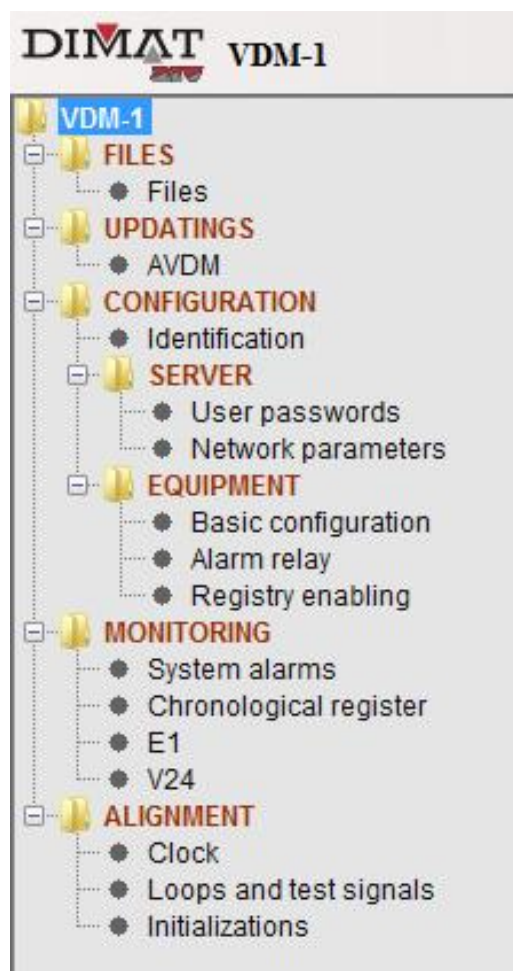 DIMAT VDM-1
VDM-1
FILES
Files
UPDATINGS
AVDM
CONFIGURATION
Identification
SERVER
User passwords
Network parameters
EQUIPMENT
Basic configuration
Alarm relay
Registry enabling
MONITORING
System alarms
Chronological register
E1
V24
ALIGNMENT
Clock
Loops and test signals
Initializations